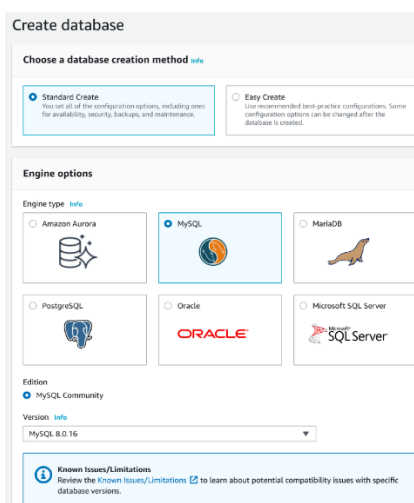 Create database
Choose a database creation method Info
Standard Create
You set all of the configuration options, including ones
for availability, security, backups, and maintenance.
Easy Create
Use recommended best-practice configurations. Some
configuration options can be changed after the
database is created.
Engine options
Engine type Info
Amazon Aurora
MySQL
MariaDB
PostgreSQL
Oracle
ORACLE
Microsoft SQL Server
Microsoft
SQL Server
Edition
MySQL Community
Version Info
MySQL 8.0.16
Known Issues/Limitations
Review the Known Issues/Limitations to learn about potential compatibility issues with specific
database versions.